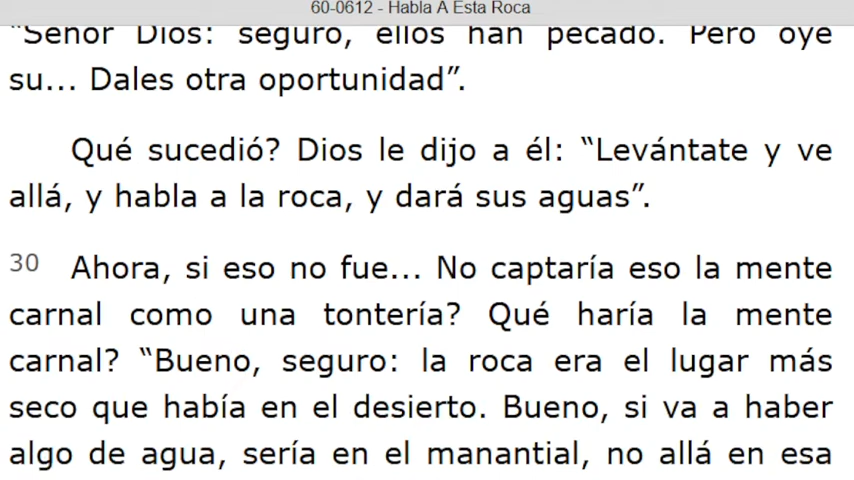 60-0612 - Habla A Esta Roca
“Señor Dios: seguro, ellos han pecado. Pero oye
su... Dales otra oportunidad”.
Qué sucedió? Dios le dijo a él: “Levántate y ve
allá, y habla a la roca, y dará sus aguas”.
30 Ahora, si eso no fue... No captaría eso la mente
carnal como una tontería? Qué haría la mente
carnal? “Bueno, seguro: la roca era el lugar más
seco que había en el desierto. Bueno, si va a haber
algo de agua, sería en el manantial, no allá en esa